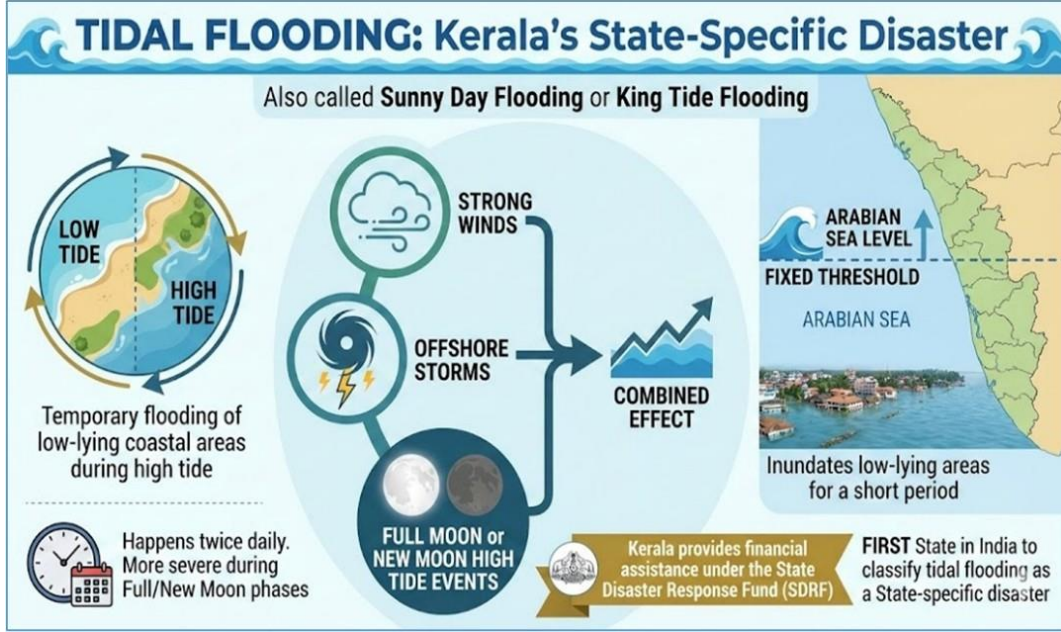 TIDAL FLOODING: Kerala's State-Specific Disaster
Also called Sunny Day Flooding or King Tide Flooding
LOW
TIDE
HIGH
TIDE
Temporary flooding of
low-lying coastal areas
during high tide
Happens twice daily.
More severe during
Full/New Moon phases
STRONG
WINDS
OFFSHORE
STORMS
FULL MOON or
NEW MOON HIGH
TIDE EVENTS
COMBINED
EFFECT
ARABIAN
SEA LEVEL
FIXED THRESHOLD
ARABIAN SEA
Inundates low-lying areas
for a short period
Kerala provides financial
assistance under the State
Disaster Response Fund (SDRF)
FIRST State in India to
classify tidal flooding as
a State-specific disaster